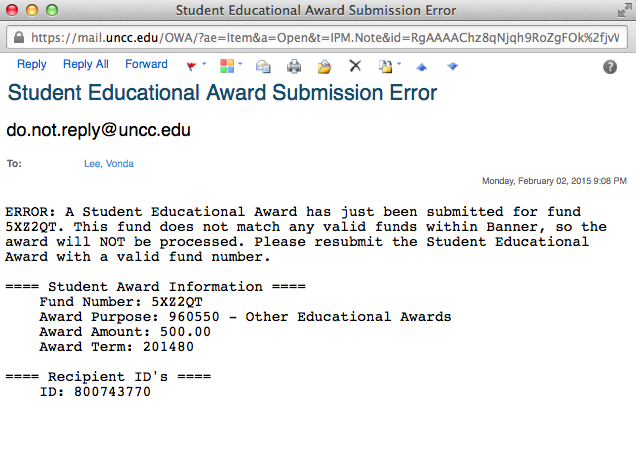 Student Educational Award Submission Error
https://mail.uncc.edu/OWA/?ae=Item&a=Open&t=IPM.Note&id=RgAAAAChz8qNjqh9RoZgFOk%2fjvV
Reply Reply All Forward
Student Educational Award Submission Error
do.not.reply@uncc.edu
To: Lee, Vonda
Monday, February 02, 2015 9:08 PM
ERROR: A Student Educational Award has just been submitted for fund
5XZ2QT. This fund does not match any valid funds within Banner, so the
award will NOT be processed. Please resubmit the Student Educational
Award with a valid fund number.
==== Student Award Information ====
Fund Number: 5XZ2QT
Award Purpose: 960550 - Other Educational Awards
Award Amount: 500.00
Award Term: 201480
==== Recipient ID's ====
ID: 800743770